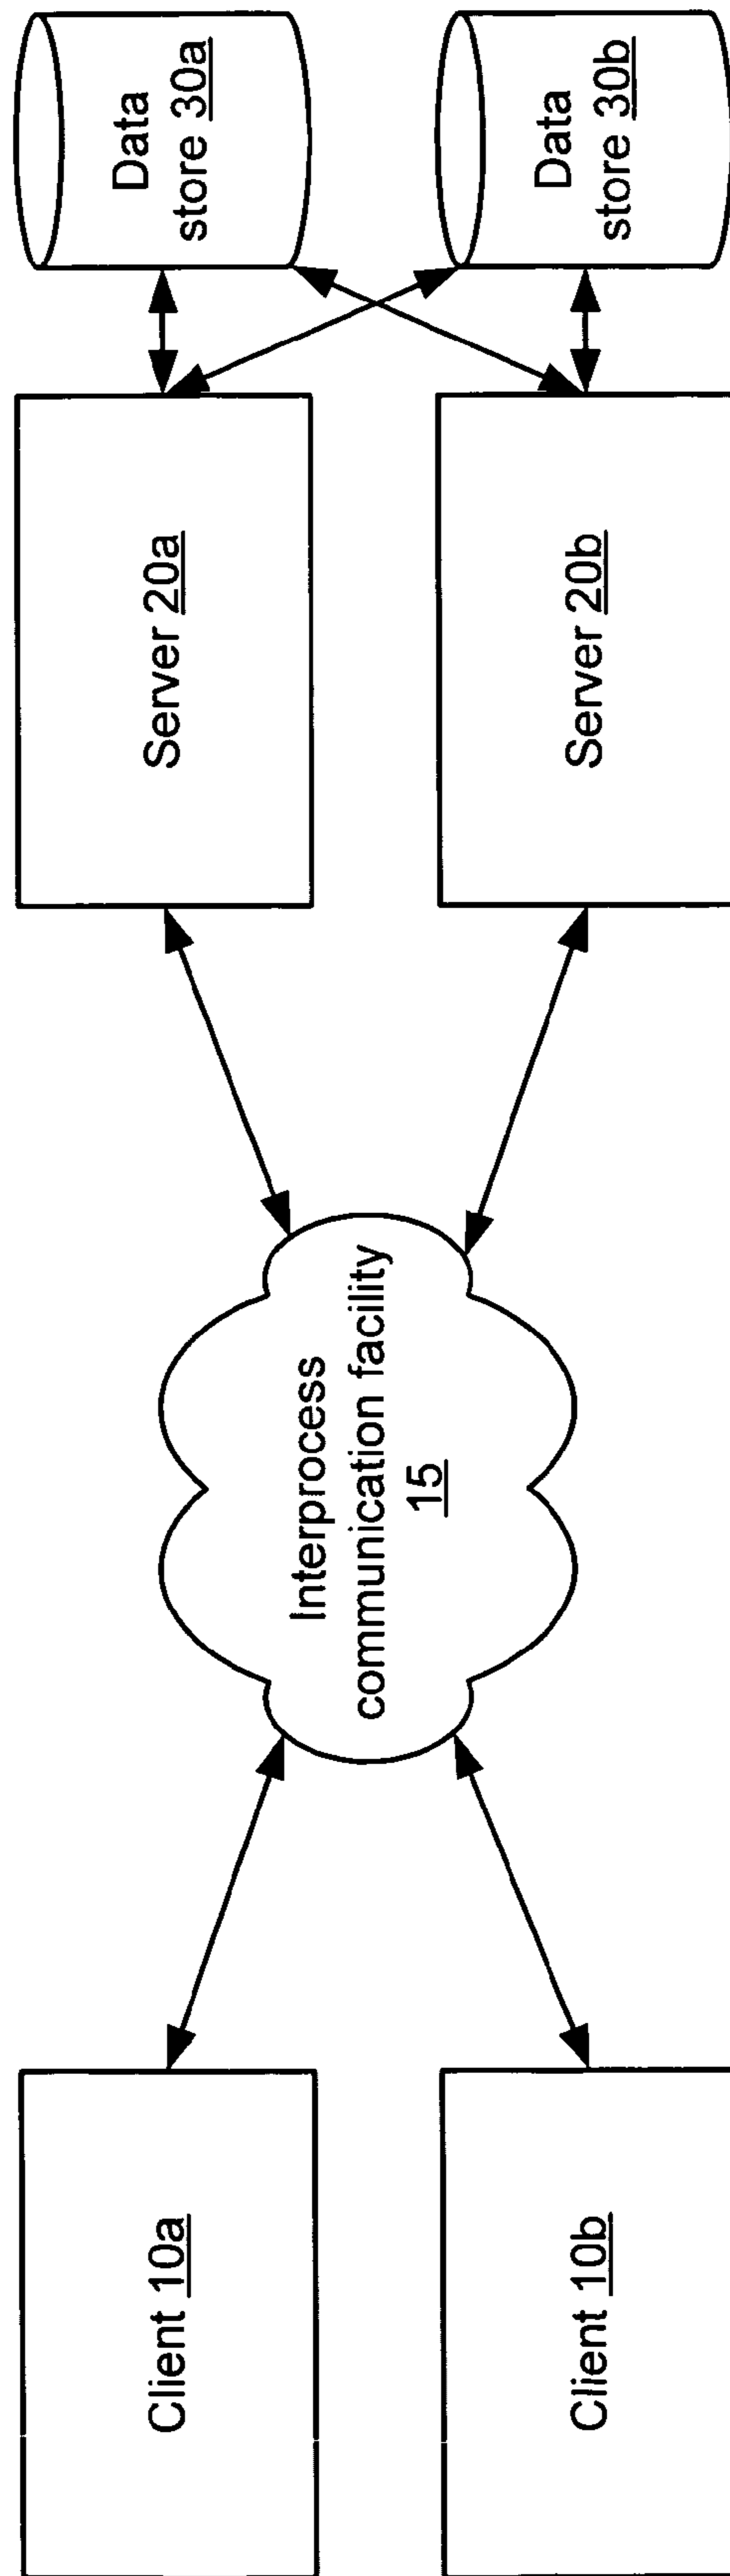 Client 10a
Client 10b
Interprocess
communication facility
15
Server 20a
Server 20b
Data
store 30a
Data
store 30b